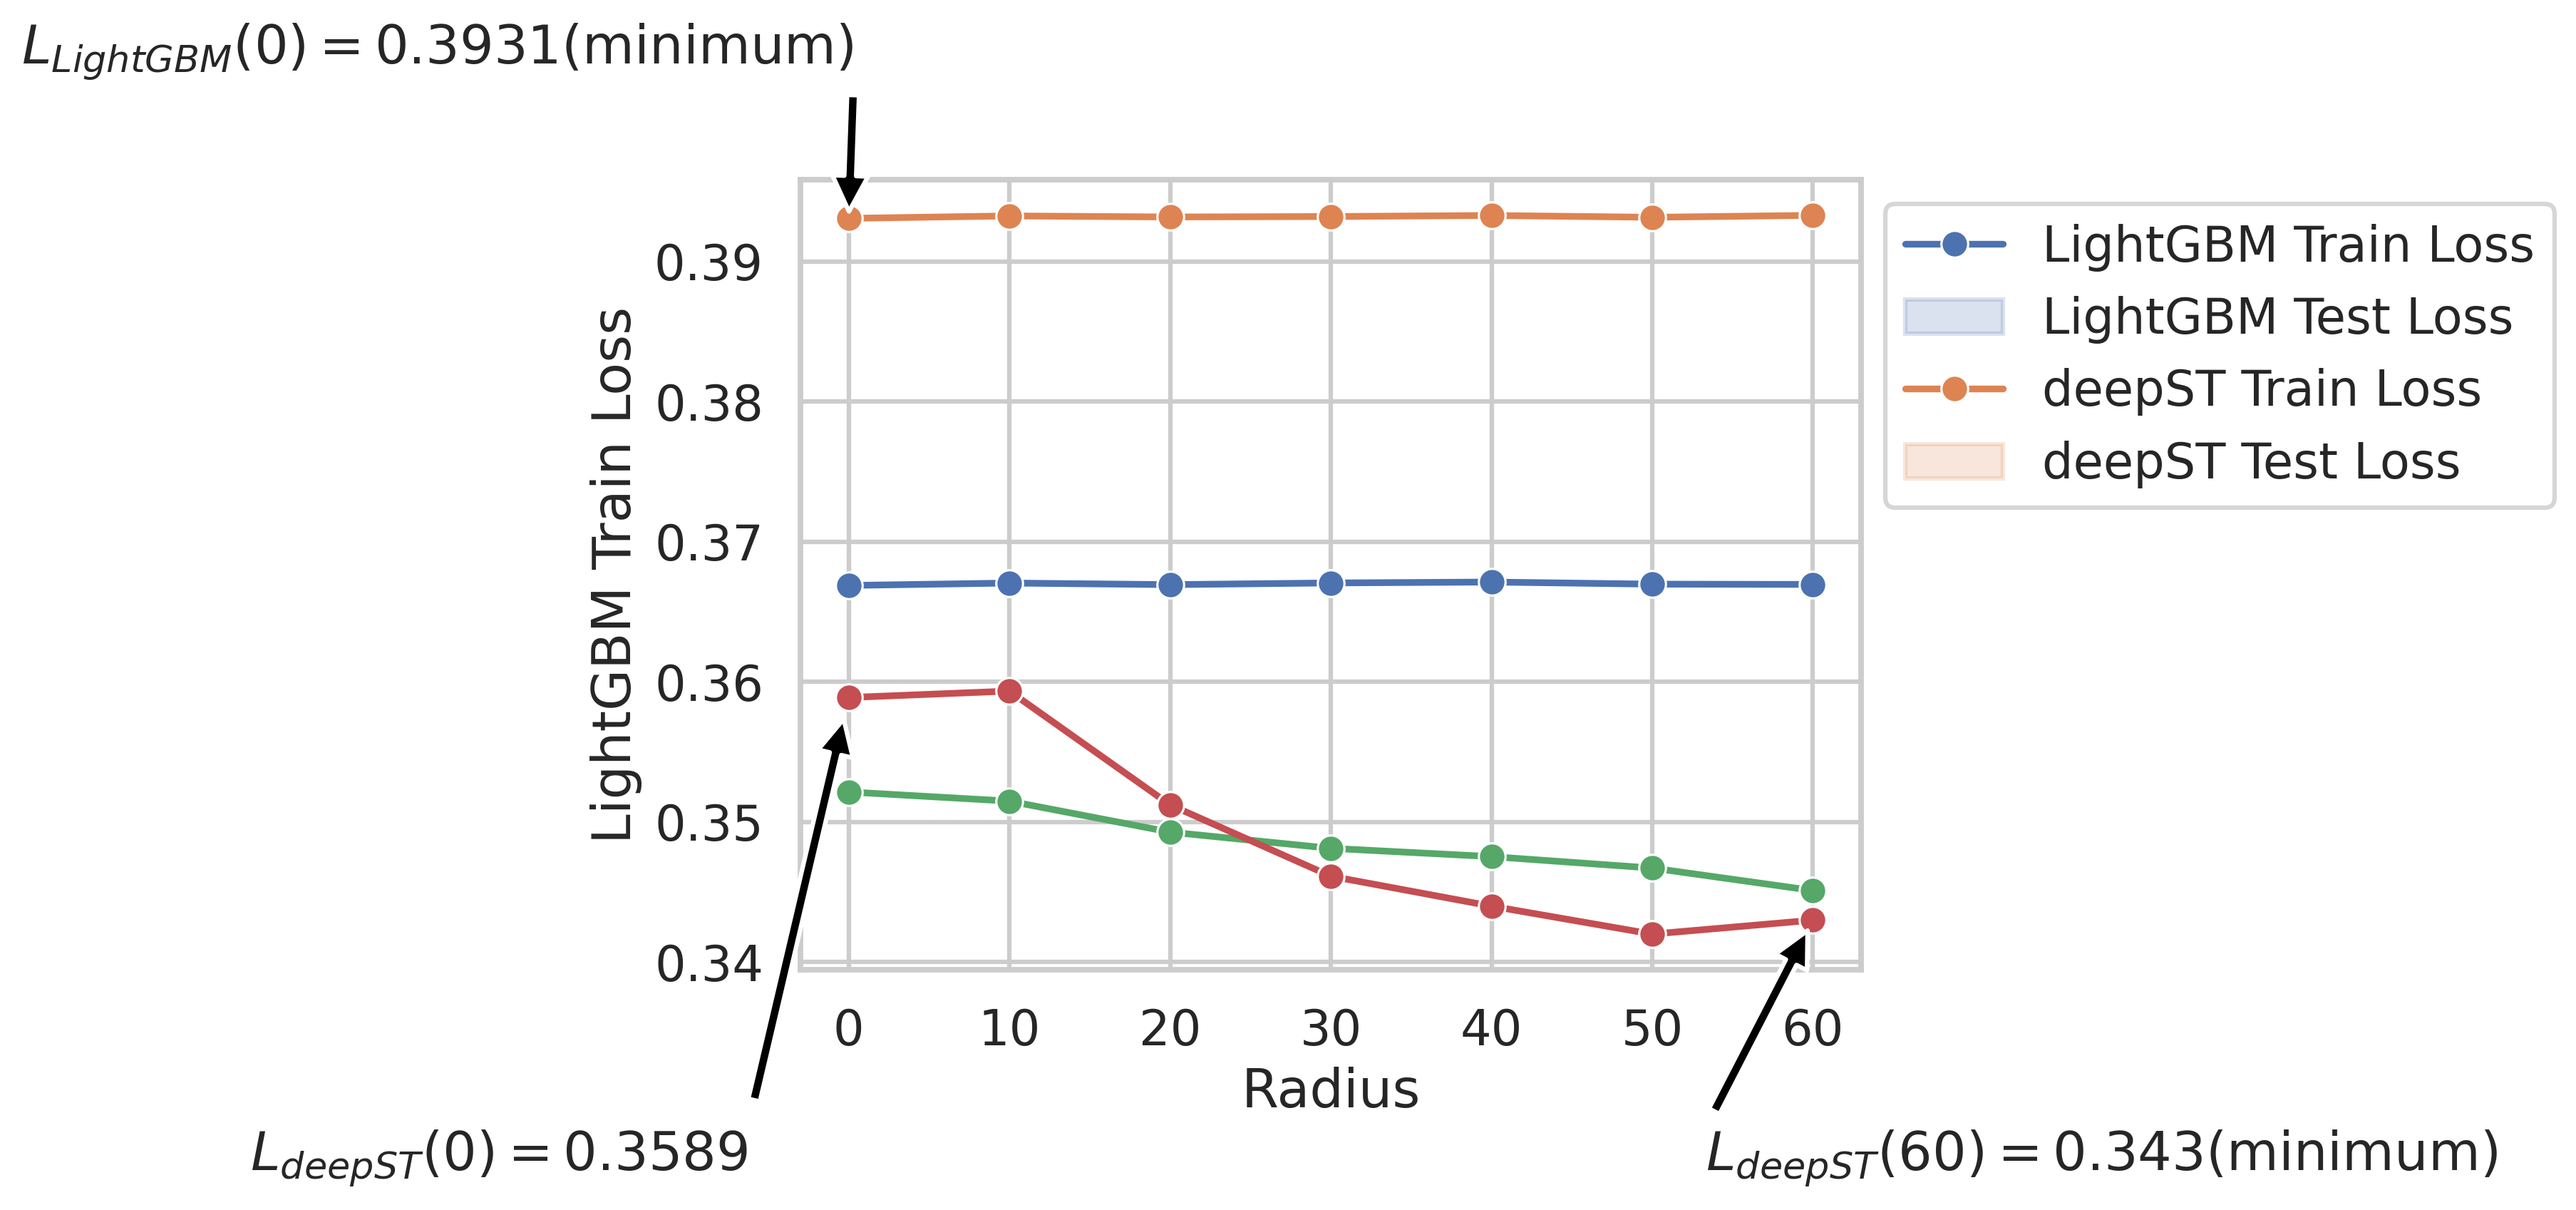 L_LightGBM(0) = 0.3931(minimum)
LightGBM Train Loss
0.39
0.38
0.37
0.36
0.35
0.34
0 10 20 30 40 50 60
Radius
LightGBM Train Loss
LightGBM Test Loss
deepST Train Loss
deepST Test Loss
L_deepST(0) = 0.3589
L_deepST(60) = 0.343(minimum)